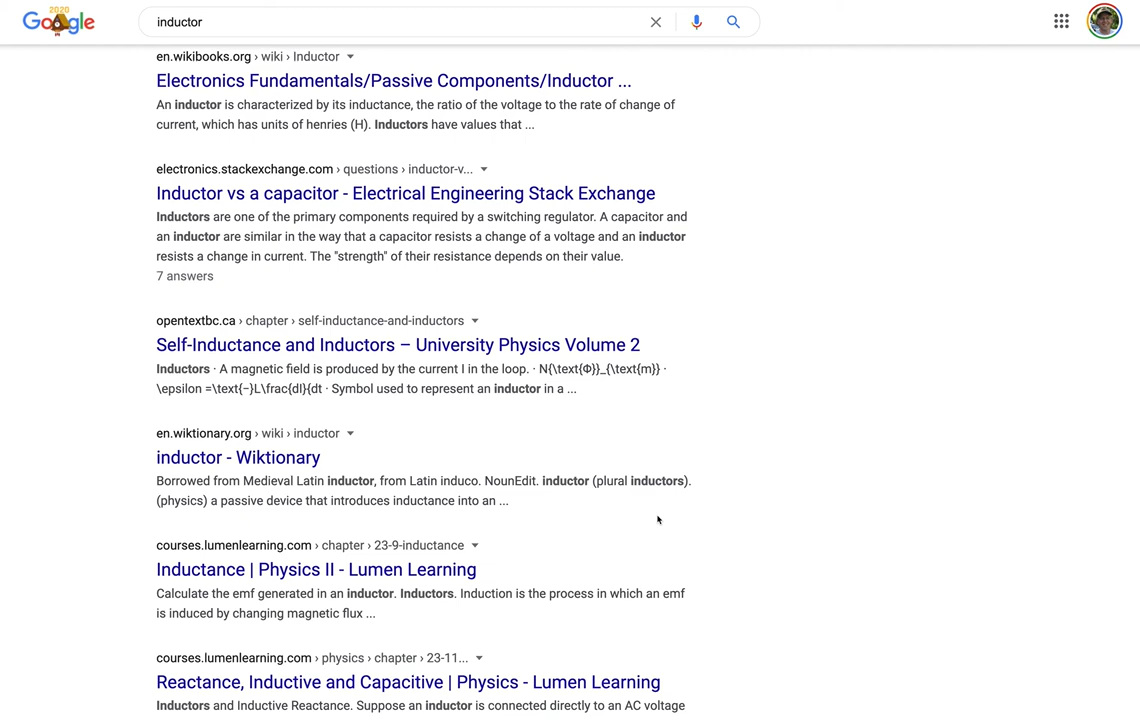 2020
Google
inductor
en.wikibooks.org › wiki › Inductor
Electronics Fundamentals/Passive Components/Inductor ...
An inductor is characterized by its inductance, the ratio of the voltage to the rate of change of
current, which has units of henries (H). Inductors have values that ...
electronics.stackexchange.com › questions › inductor-v...
Inductor vs a capacitor - Electrical Engineering Stack Exchange
Inductors are one of the primary components required by a switching regulator. A capacitor and
an inductor are similar in the way that a capacitor resists a change of a voltage and an inductor
resists a change in current. The "strength" of their resistance depends on their value.
7 answers
opentextbc.ca › chapter › self-inductance-and-inductors
Self-Inductance and Inductors – University Physics Volume 2
Inductors · A magnetic field is produced by the current I in the loop. · N{\text{Φ}}_{\text{m}} ·
\epsilon =\text{−}L\frac{dI}{dt · Symbol used to represent an inductor in a ...
en.wiktionary.org › wiki › inductor
inductor - Wiktionary
Borrowed from Medieval Latin inductor, from Latin induco. NounEdit. inductor (plural inductors).
(physics) a passive device that introduces inductance into an ...
courses.lumenlearning.com › chapter › 23-9-inductance
Inductance | Physics II - Lumen Learning
Calculate the emf generated in an inductor. Inductors. Induction is the process in which an emf
is induced by changing magnetic flux ...
courses.lumenlearning.com › physics › chapter › 23-11...
Reactance, Inductive and Capacitive | Physics - Lumen Learning
Inductors and Inductive Reactance. Suppose an inductor is connected directly to an AC voltage